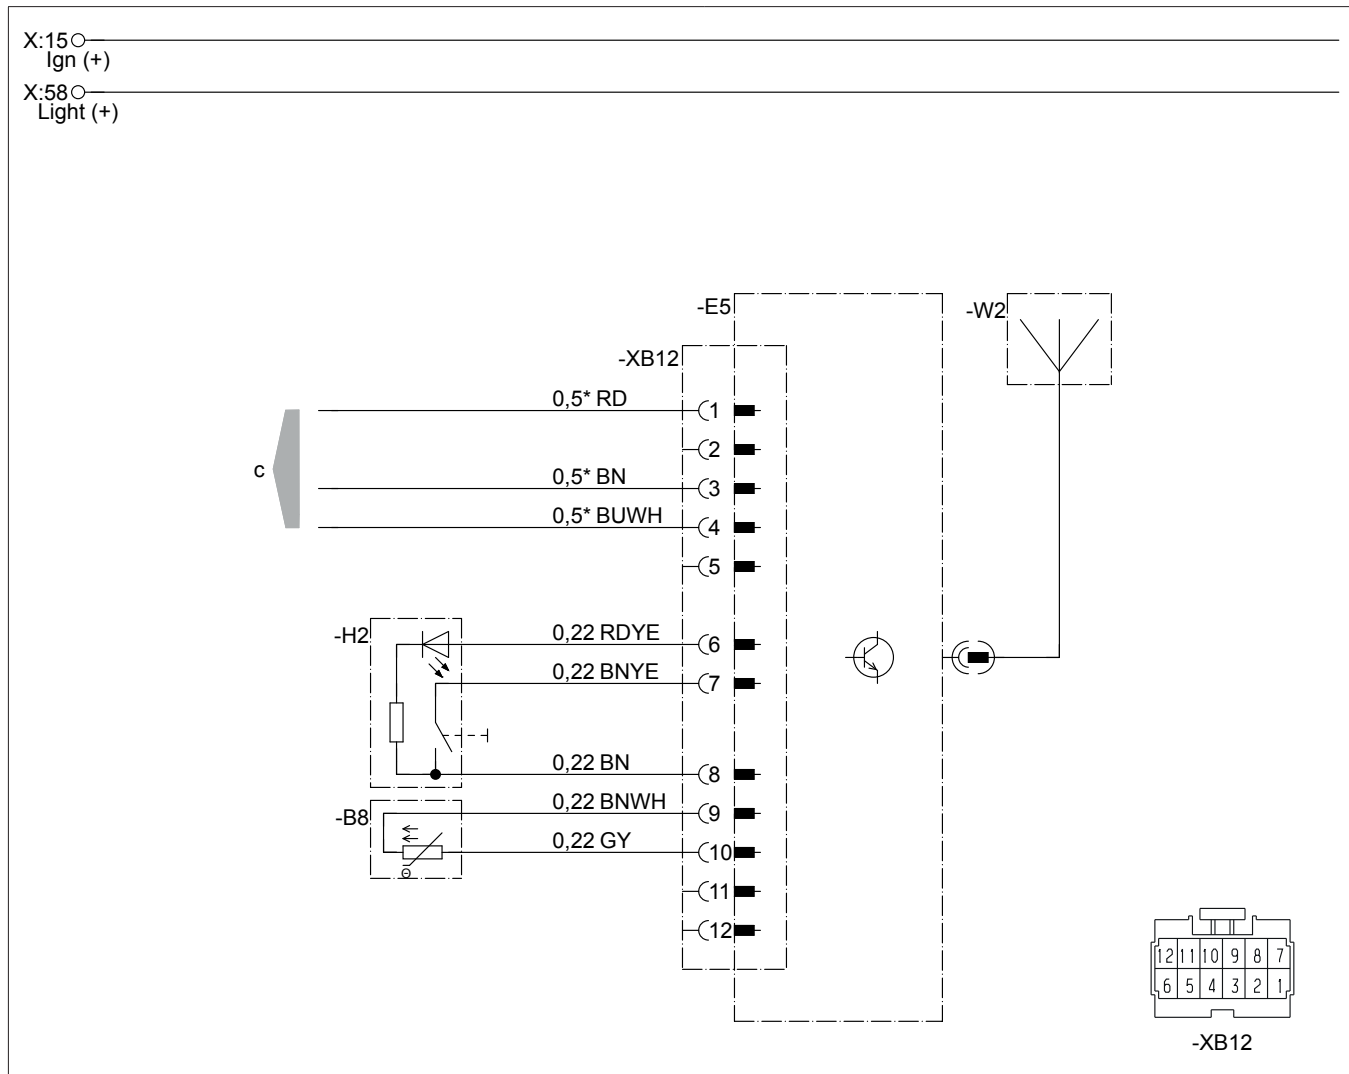 X:15
Ign (+)
X:58
Light (+)
-E5
-W2
-XB12
0,5* RD
1
2
c
0,5* BN
3
0,5* BUWH
4
5
-H2
0,22 RDYE
6
0,22 BNYE
7
0,22 BN
8
-B8
0,22 BNWH
9
0,22 GY
10
Θ
11
12
12 11 10 9 8 7
6 5 4 3 2 1
-XB12